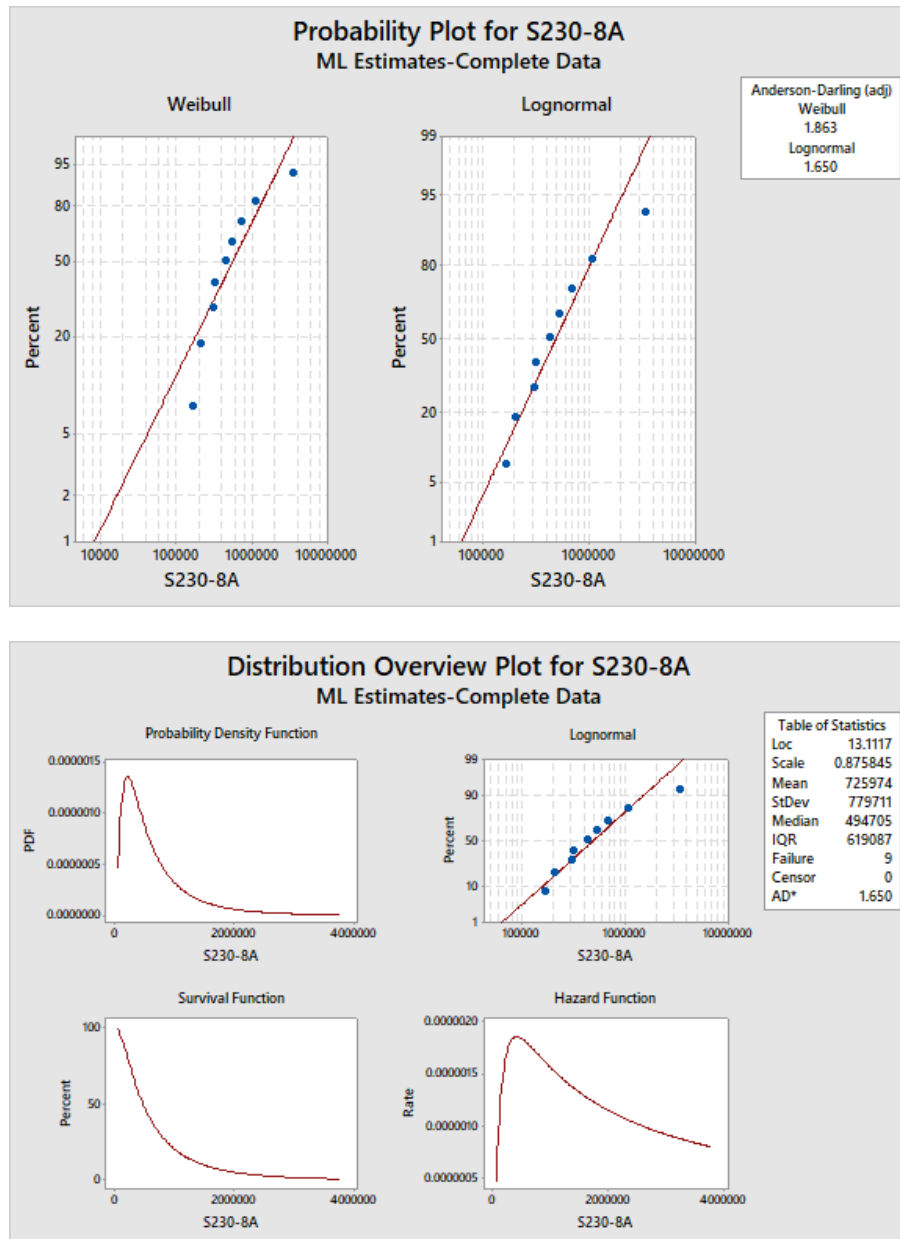 Probability Plot for S230-8A
ML Estimates-Complete Data
Weibull
Lognormal
Anderson-Darling (adj)
Weibull
1.863
Lognormal
1.650
Percent
95
80
50
20
5
2
1
10000 100000 1000000 10000000
S230-8A
Percent
99
95
80
50
20
5
1
100000 1000000 10000000
S230-8A
Distribution Overview Plot for S230-8A
ML Estimates-Complete Data
Probability Density Function
PDF
0.0000015
0.0000010
0.0000005
0.0000000
0 2000000 4000000
S230-8A
Lognormal
Percent
99
90
50
10
1
100000 1000000 10000000
S230-8A
Table of Statistics
Loc 13.1117
Scale 0.875845
Mean 725974
StDev 779711
Median 494705
IQR 619087
Failure 9
Censor 0
AD* 1.650
Survival Function
Percent
100
50
0
0 2000000 4000000
S230-8A
Hazard Function
Rate
0.0000020
0.0000015
0.0000010
0.0000005
0 2000000 4000000
S230-8A